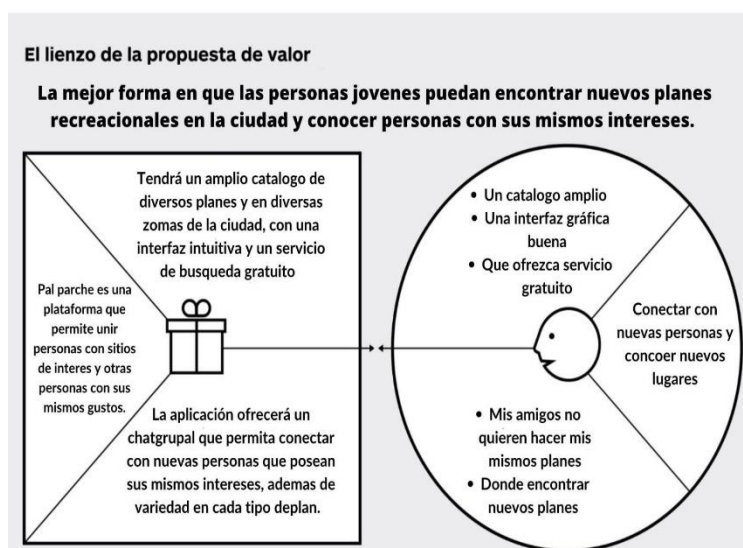 El lienzo de la propuesta de valor
La mejor forma en que las personas jovenes puedan encontrar nuevos planes
recreacionales en la ciudad y conocer personas con sus mismos intereses.
Tendrá un amplio catalogo de
diversos planes y en diversas
zomas de la ciudad, con una
interfaz intuitiva y un servicio
de busqueda gratuito
Pal parche es una
plataforma que
permite unir
personas con sitios
de interes y otras
personas con sus
mismos gustos.
La aplicación ofrecerá un
chatgrupal que permita conectar
con nuevas personas que posean
sus mismos intereses, ademas de
variedad en cada tipo deplan.
• Un catalogo amplio
• Una interfaz gráfica
buena
• Que ofrezca servicio
gratuito
Conectar con
nuevas personas y
concoer nuevos
lugares
• Mis amigos no
quieren hacer mis
mismos planes
• Donde encontrar
nuevos planes